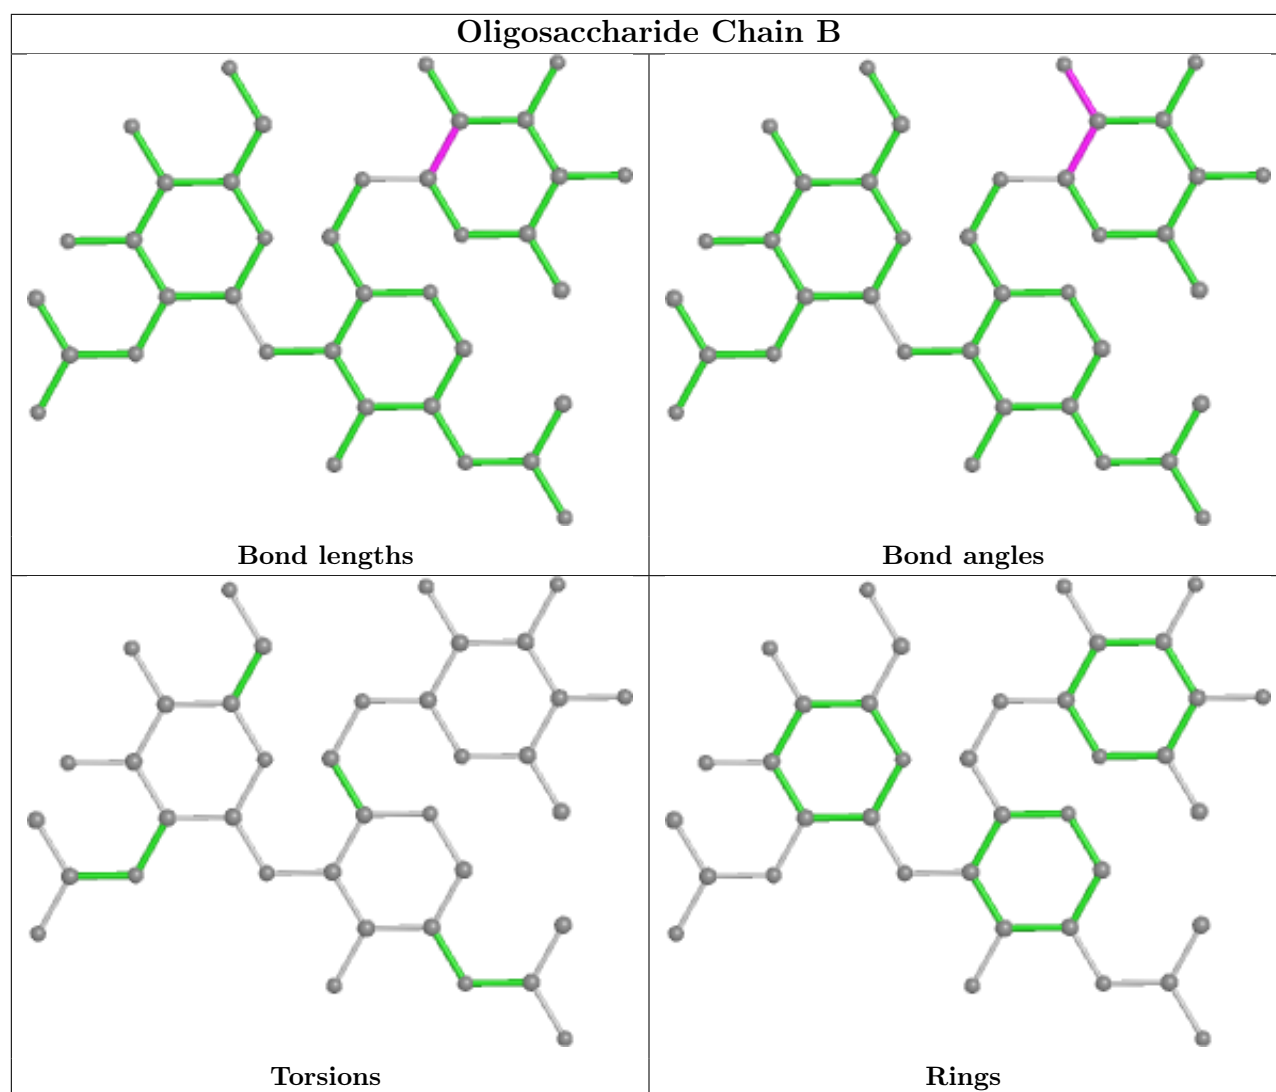 Oligosaccharide Chain B
Bond lengths
Bond angles
Torsions
Rings